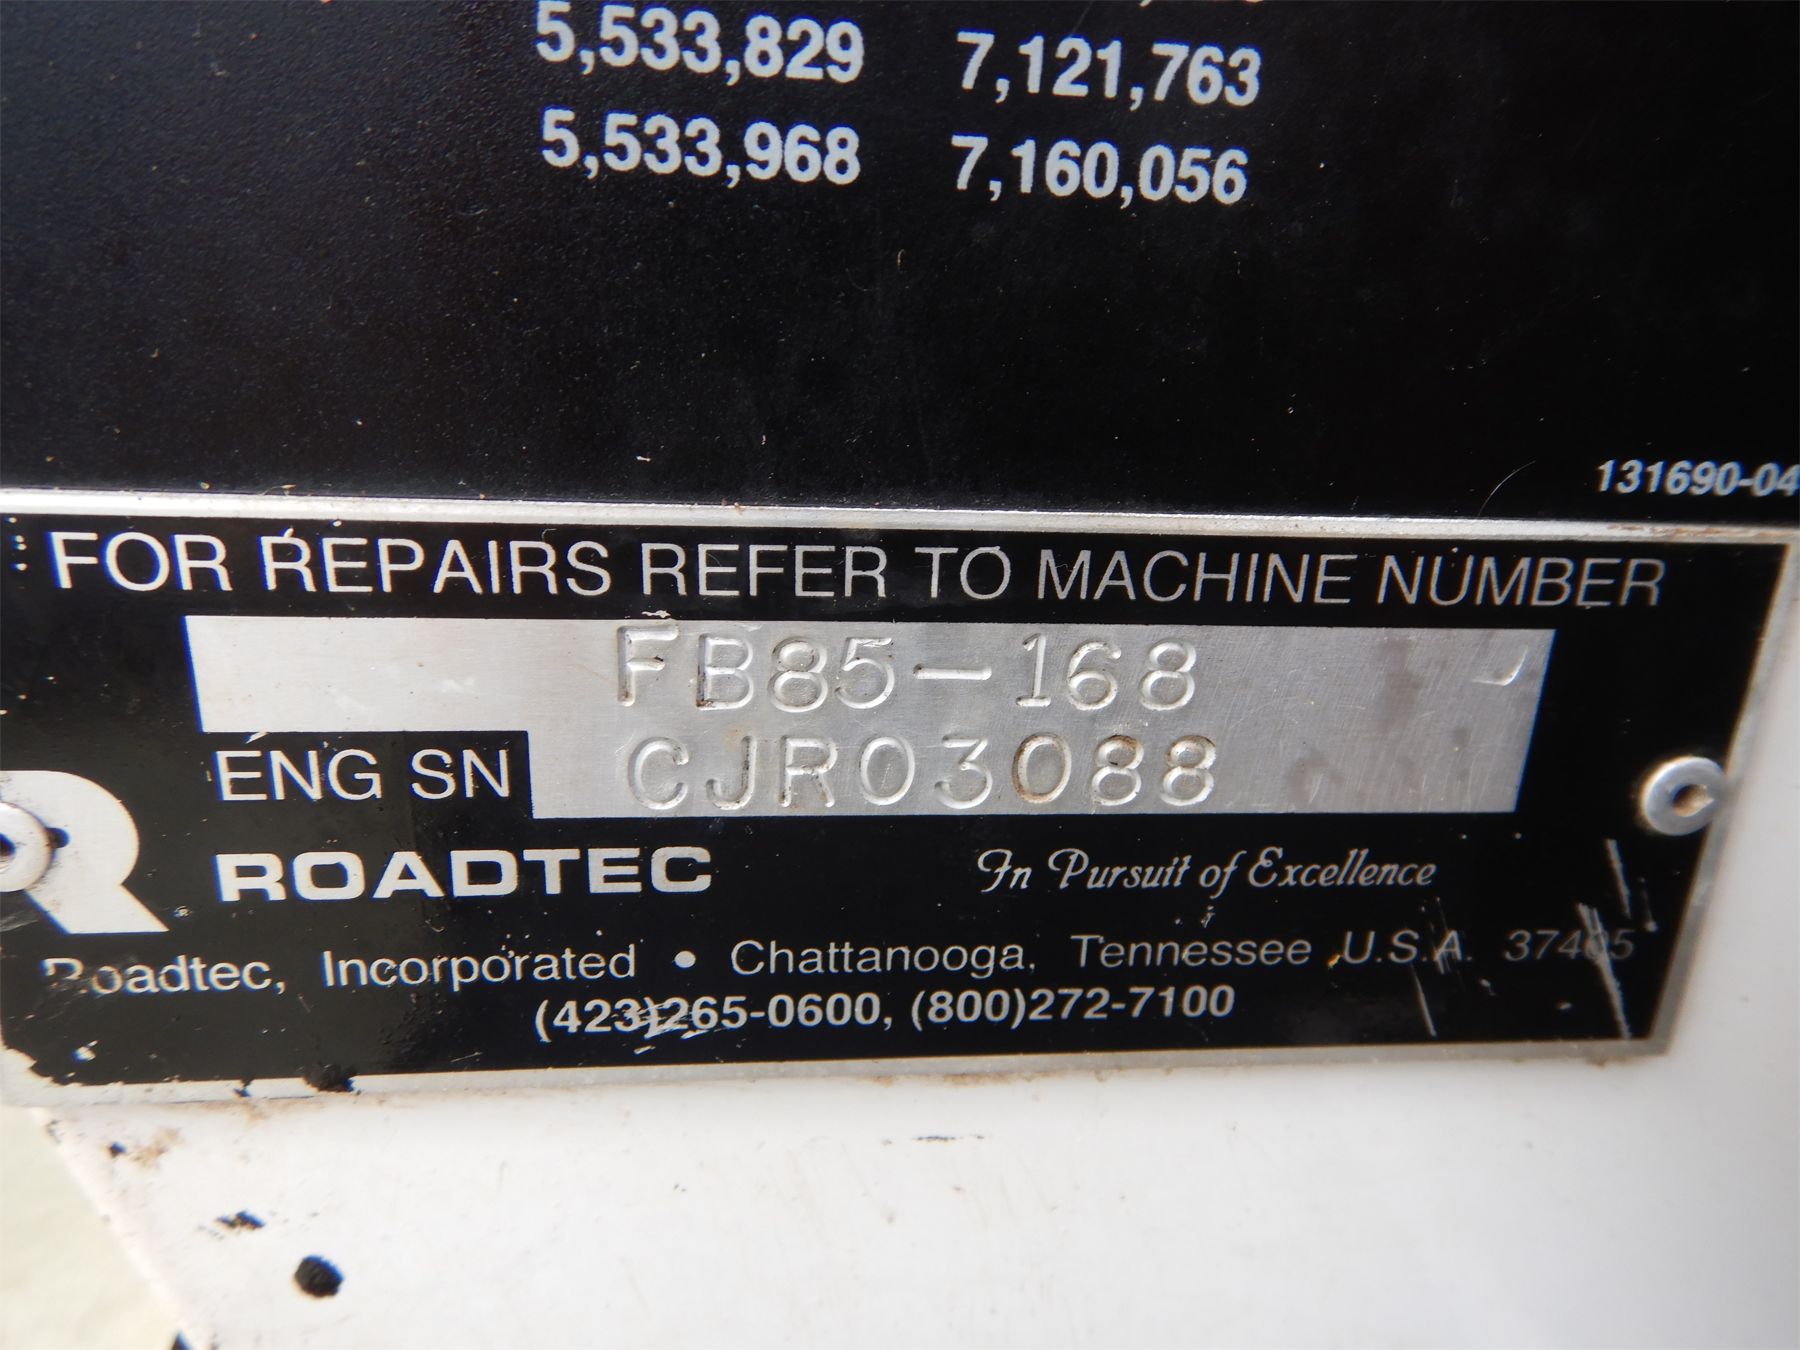 5,533,829 7,121,763
5,533,968 7,160,056
131690-04
FOR REPAIRS REFER TO MACHINE NUMBER
FB85-168
ENG SN CJR03088
R ROADTEC In Pursuit of Excellence
Roadtec, Incorporated • Chattanooga, Tennessee U.S.A. 37405
(423)265-0600, (800)272-7100